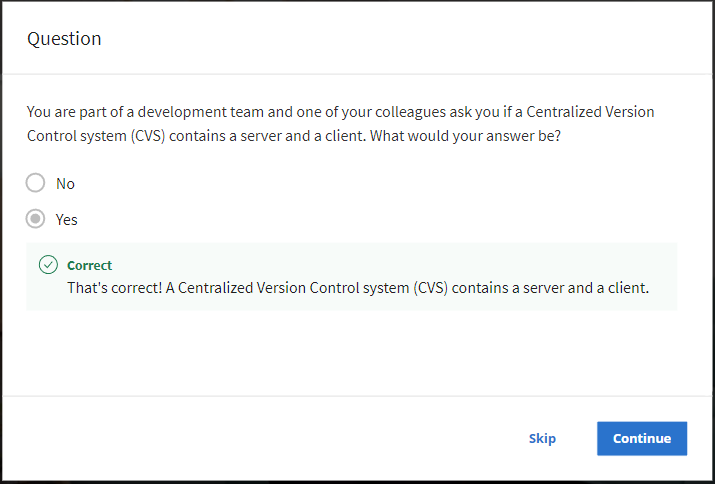 Question
You are part of a development team and one of your colleagues ask you if a Centralized Version
Control system (CVS) contains a server and a client. What would your answer be?
No
Yes
Correct
That's correct! A Centralized Version Control system (CVS) contains a server and a client.
Skip
Continue